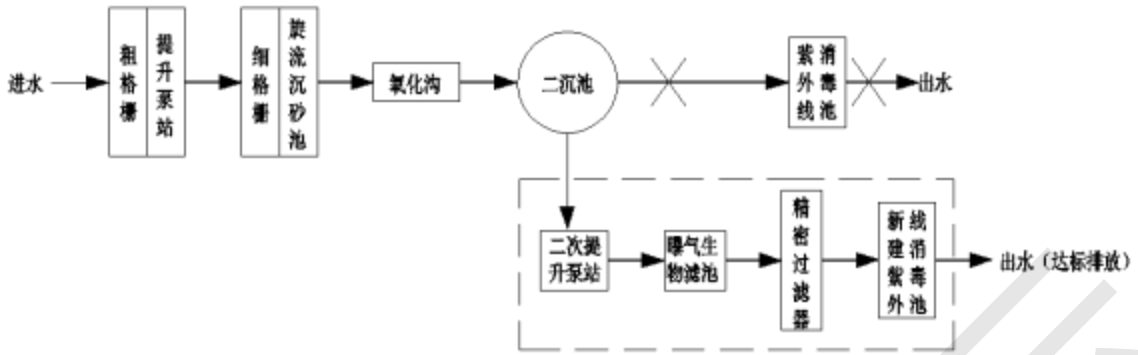 进水
粗格栅
提升泵站
细格栅
旋流沉砂池
氧化沟
二沉池
紫外线
消毒池
出水
二次提
升泵站
曝气生
物滤池
精密过滤器
新建紫外
线消毒池
出水（达标排放）